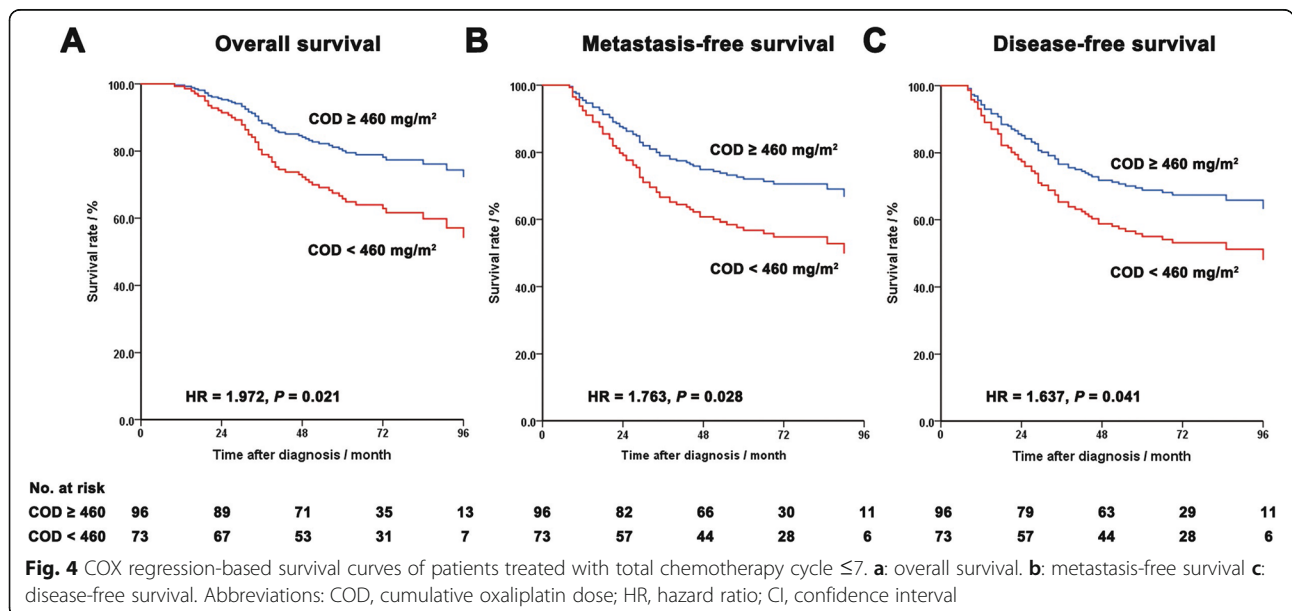 A Overall survival
B Metastasis-free survival
C Disease-free survival
100.0
80.0
60.0
40.0
20.0
0.0
Survival rate / %
COD ≥ 460 mg/m²
COD < 460 mg/m²
HR = 1.972, P = 0.021
0 24 48 72 96
Time after diagnosis / month
100.0
80.0
60.0
40.0
20.0
0.0
Survival rate / %
COD ≥ 460 mg/m²
COD < 460 mg/m²
HR = 1.763, P = 0.028
0 24 48 72 96
Time after diagnosis / month
100.0
80.0
60.0
40.0
20.0
0.0
Survival rate / %
COD ≥ 460 mg/m²
COD < 460 mg/m²
HR = 1.637, P = 0.041
0 24 48 72 96
Time after diagnosis / month
No. at risk
COD ≥ 460 96 89 71 35 13 96 82 66 30 11 96 79 63 29 11
COD < 460 73 67 53 31 7 73 57 44 28 6 73 57 44 28 6
Fig. 4 COX regression-based survival curves of patients treated with total chemotherapy cycle ≤7. a: overall survival. b: metastasis-free survival c:
disease-free survival. Abbreviations: COD, cumulative oxaliplatin dose; HR, hazard ratio; CI, confidence interval